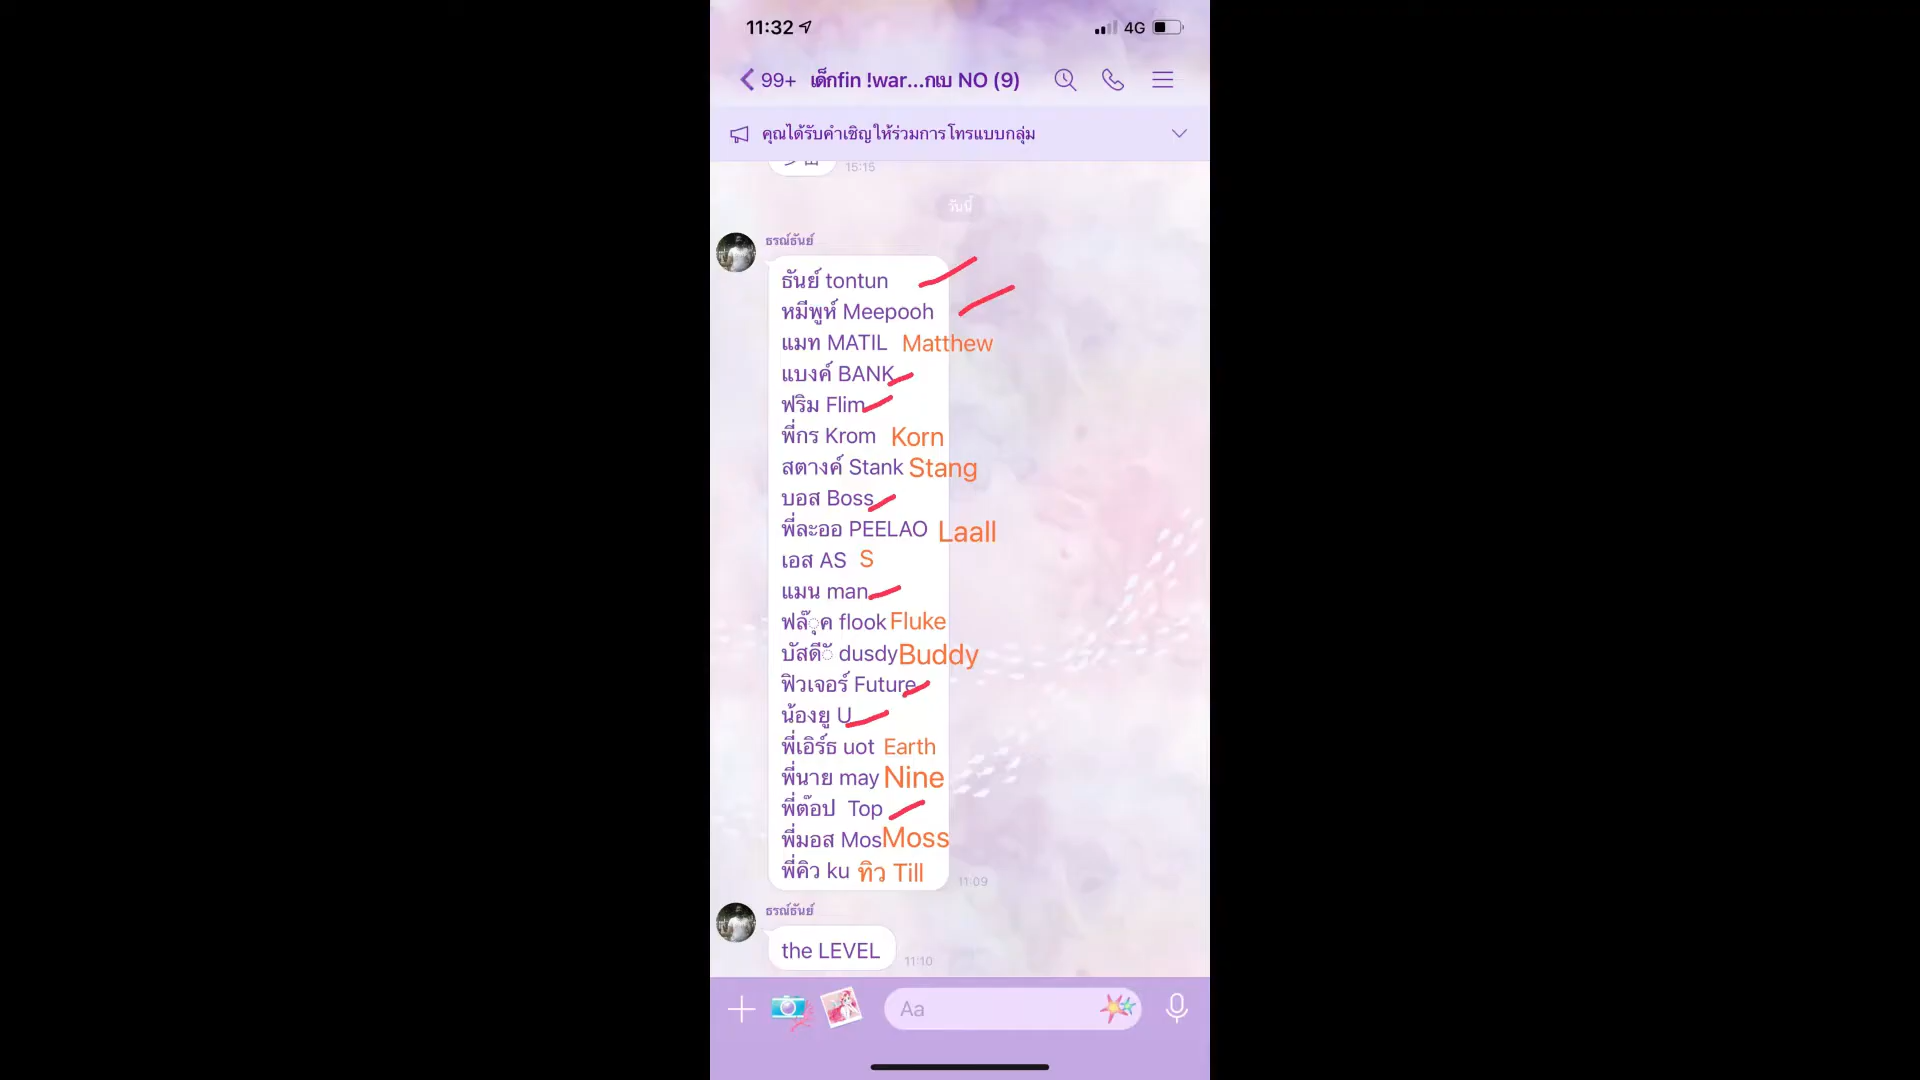 11:32 4G
99+ เด็กfin !war...กเบ NO (9)
คุณได้รับคำเชิญให้ร่วมการโทรแบบกลุ่ม
15:15
วันนี้
ธรณ์ธันย์
ธันย์ tontun
หมีพูห์ Meepooh
แมท MATIL Matthew
แบงค์ BANK
ฟริม Flim
พี่กร Krom Korn
สตางค์ Stank Stang
บอส Boss
พี่ละออ PEELAO Laall
เอส AS S
แมน man
ฟลุ๊ค flook Fluke
บัสดีั dusdy Buddy
ฟิวเจอร์ Future
น้องยู U
พี่เอิร์ธ uot Earth
พี่นาย may Nine
พี่ต๊อป Top
พี่มอส Mos Moss
พี่คิว ku ทิว Till
11:09
ธรณ์ธันย์
the LEVEL
11:10
Aa